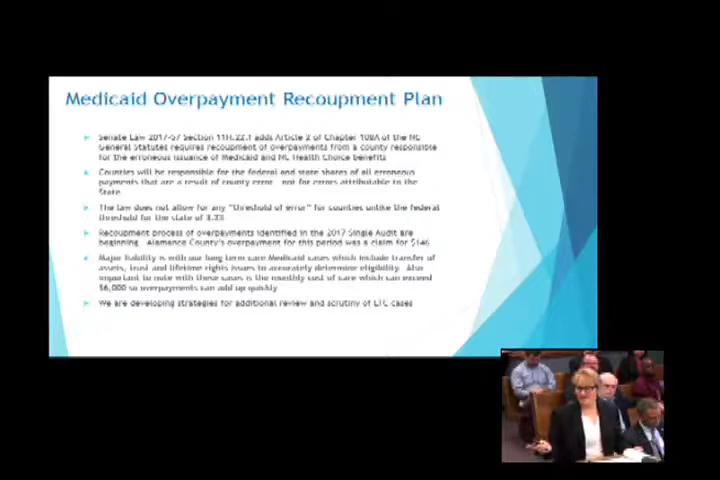 Medicaid Overpayment Recoupment Plan
Senate Law 2017-57 Section 11H.22.1 adds Article 2 of Chapter 108A of the NC
General Statutes requires recoupment of overpayments from a county responsible
for the erroneous issuance of Medicaid and NC Health Choice benefits
Counties will be responsible for the federal and state shares of all erroneous
payments that are a result of county error not for errors attributable to the
State
The law does not allow for any "threshold of error" for counties unlike the federal
threshold for the state of
Recoupment process of overpayments identified in the 2017 Single Audit are
beginning. Alamance County's overpayment for this period was a claim for $146
Major liability is with our long term care Medicaid cases which include transfer of
assets, trust and lifetime rights issues to accurately determine eligibility. Also
important to note with these cases is the monthly cost of care which can exceed
$6,000 so overpayments can add up quickly
We are developing strategies for additional review and scrutiny of LTC cases